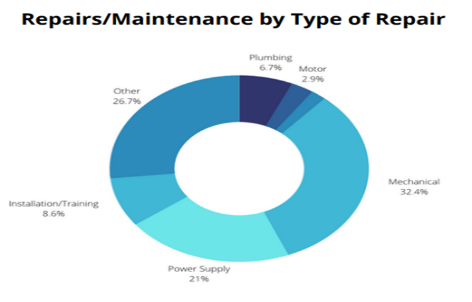 Repairs/Maintenance by Type of Repair
Plumbing
6.7%
Motor
2.9%
Other
26.7%
Mechanical
32.4%
Installation/Training
8.6%
Power Supply
21%